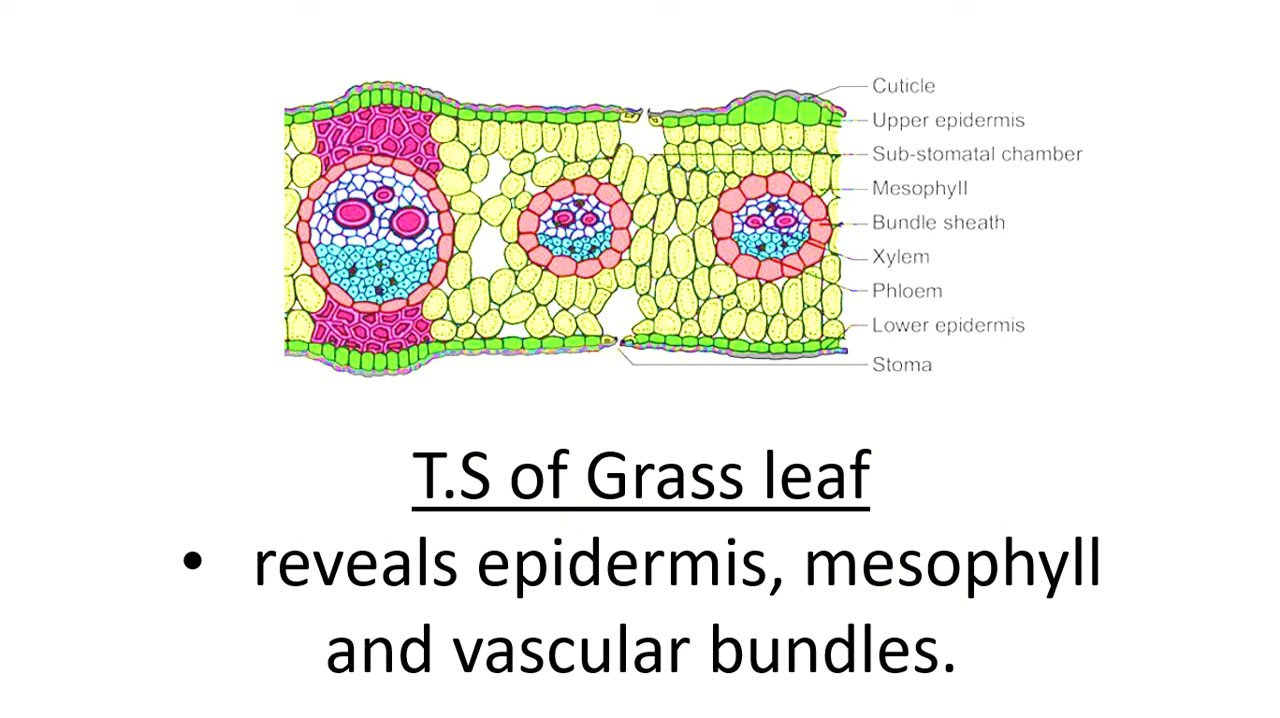 Cuticle
Upper epidermis
Sub-stomatal chamber
Mesophyll
Bundle sheath
Xylem
Phloem
Lower epidermis
Stoma
T.S of Grass leaf
• reveals epidermis, mesophyll
and vascular bundles.